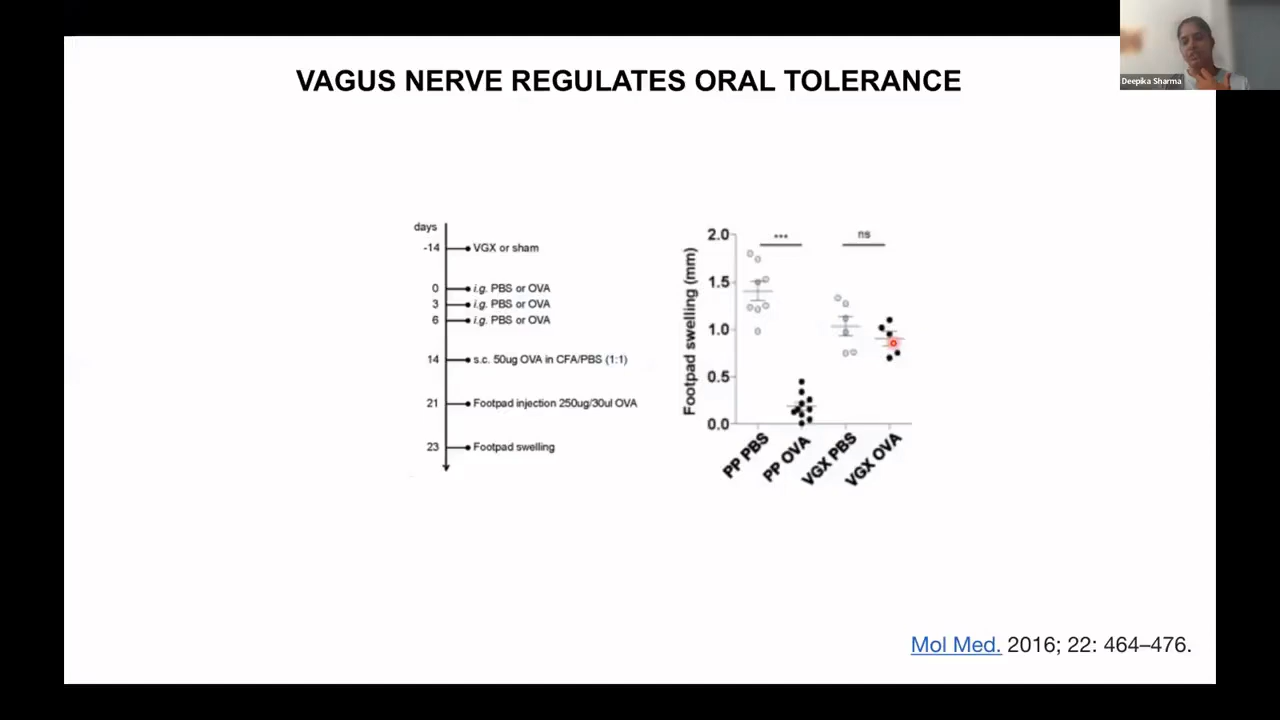 VAGUS NERVE REGULATES ORAL TOLERANCE
Deepika Sharma
days
-14 VGX or sham
0 i.g. PBS or OVA
3 i.g. PBS or OVA
6 i.g. PBS or OVA
14 s.c. 50ug OVA in CFA/PBS (1:1)
21 Footpad injection 250ug/30ul OVA
23 Footpad swelling
Footpad swelling (mm)
2.0
1.5
1.0
0.5
0.0
*** ns
PP PBS
PP OVA
VGX PBS
VGX OVA
Mol Med. 2016; 22: 464–476.